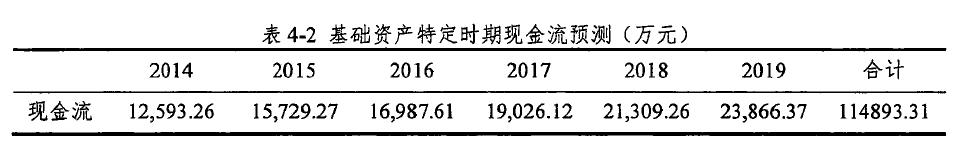 表 4-2 基础资产特定时期现金流预测（万元）
2014 2015 2016 2017 2018 2019 合计
现金流 12,593.26 15,729.27 16,987.61 19,026.12 21,309.26 23,866.37 114893.31